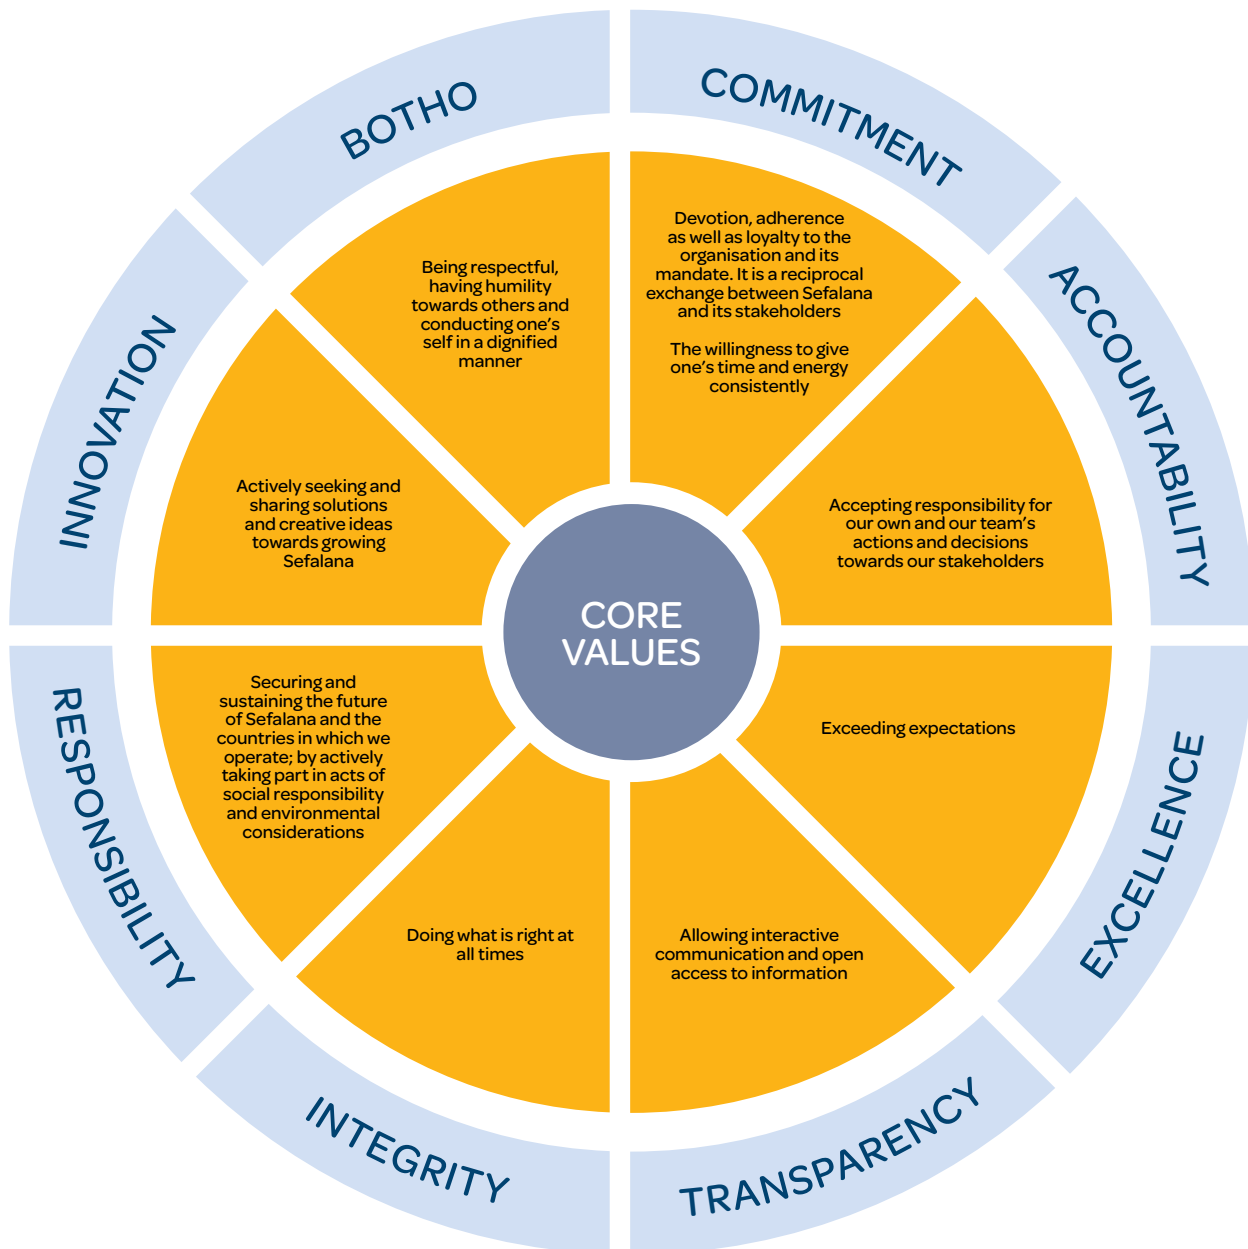 COMMITMENT
Devotion, adherence
as well as loyalty to the
organisation and its
mandate. It is a reciprocal
exchange between Sefalana
and its stakeholders
The willingness to give
one's time and energy
consistently
ACCOUNTABILITY
Accepting responsibility for
our own and our team's
actions and decisions
towards our stakeholders
EXCELLENCE
Exceeding expectations
TRANSPARENCY
Allowing interactive
communication and open
access to information
INTEGRITY
Doing what is right at
all times
RESPONSIBILITY
Securing and
sustaining the future
of Sefalana and the
countries in which we
operate; by actively
taking part in acts of
social responsibility
and environmental
considerations
INNOVATION
Actively seeking and
sharing solutions
and creative ideas
towards growing
Sefalana
BOTHO
Being respectful,
having humility
towards others and
conducting one's
self in a dignified
manner
CORE
VALUES